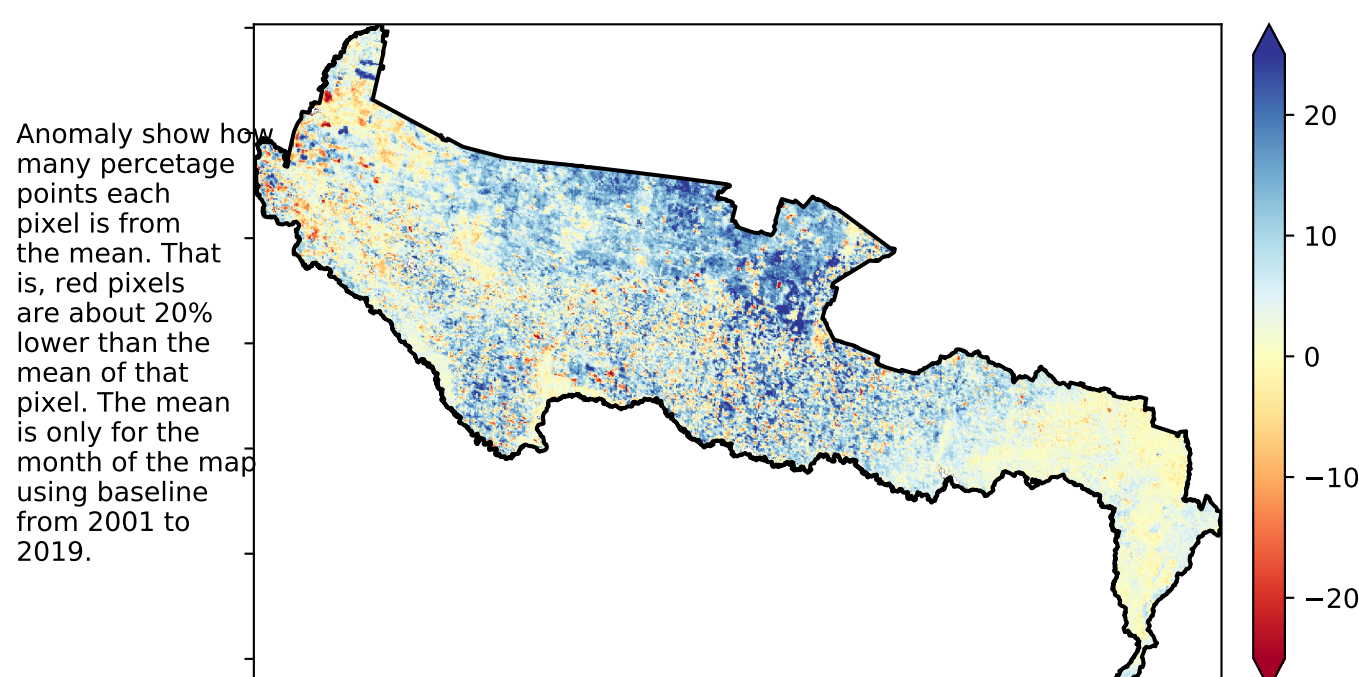 Anomaly show how
many percetage
points each
pixel is from
the mean. That
is, red pixels
are about 20%
lower than the
mean of that
pixel. The mean
is only for the
month of the map
using baseline
from 2001 to
2019.
20
10
0
−10
−20